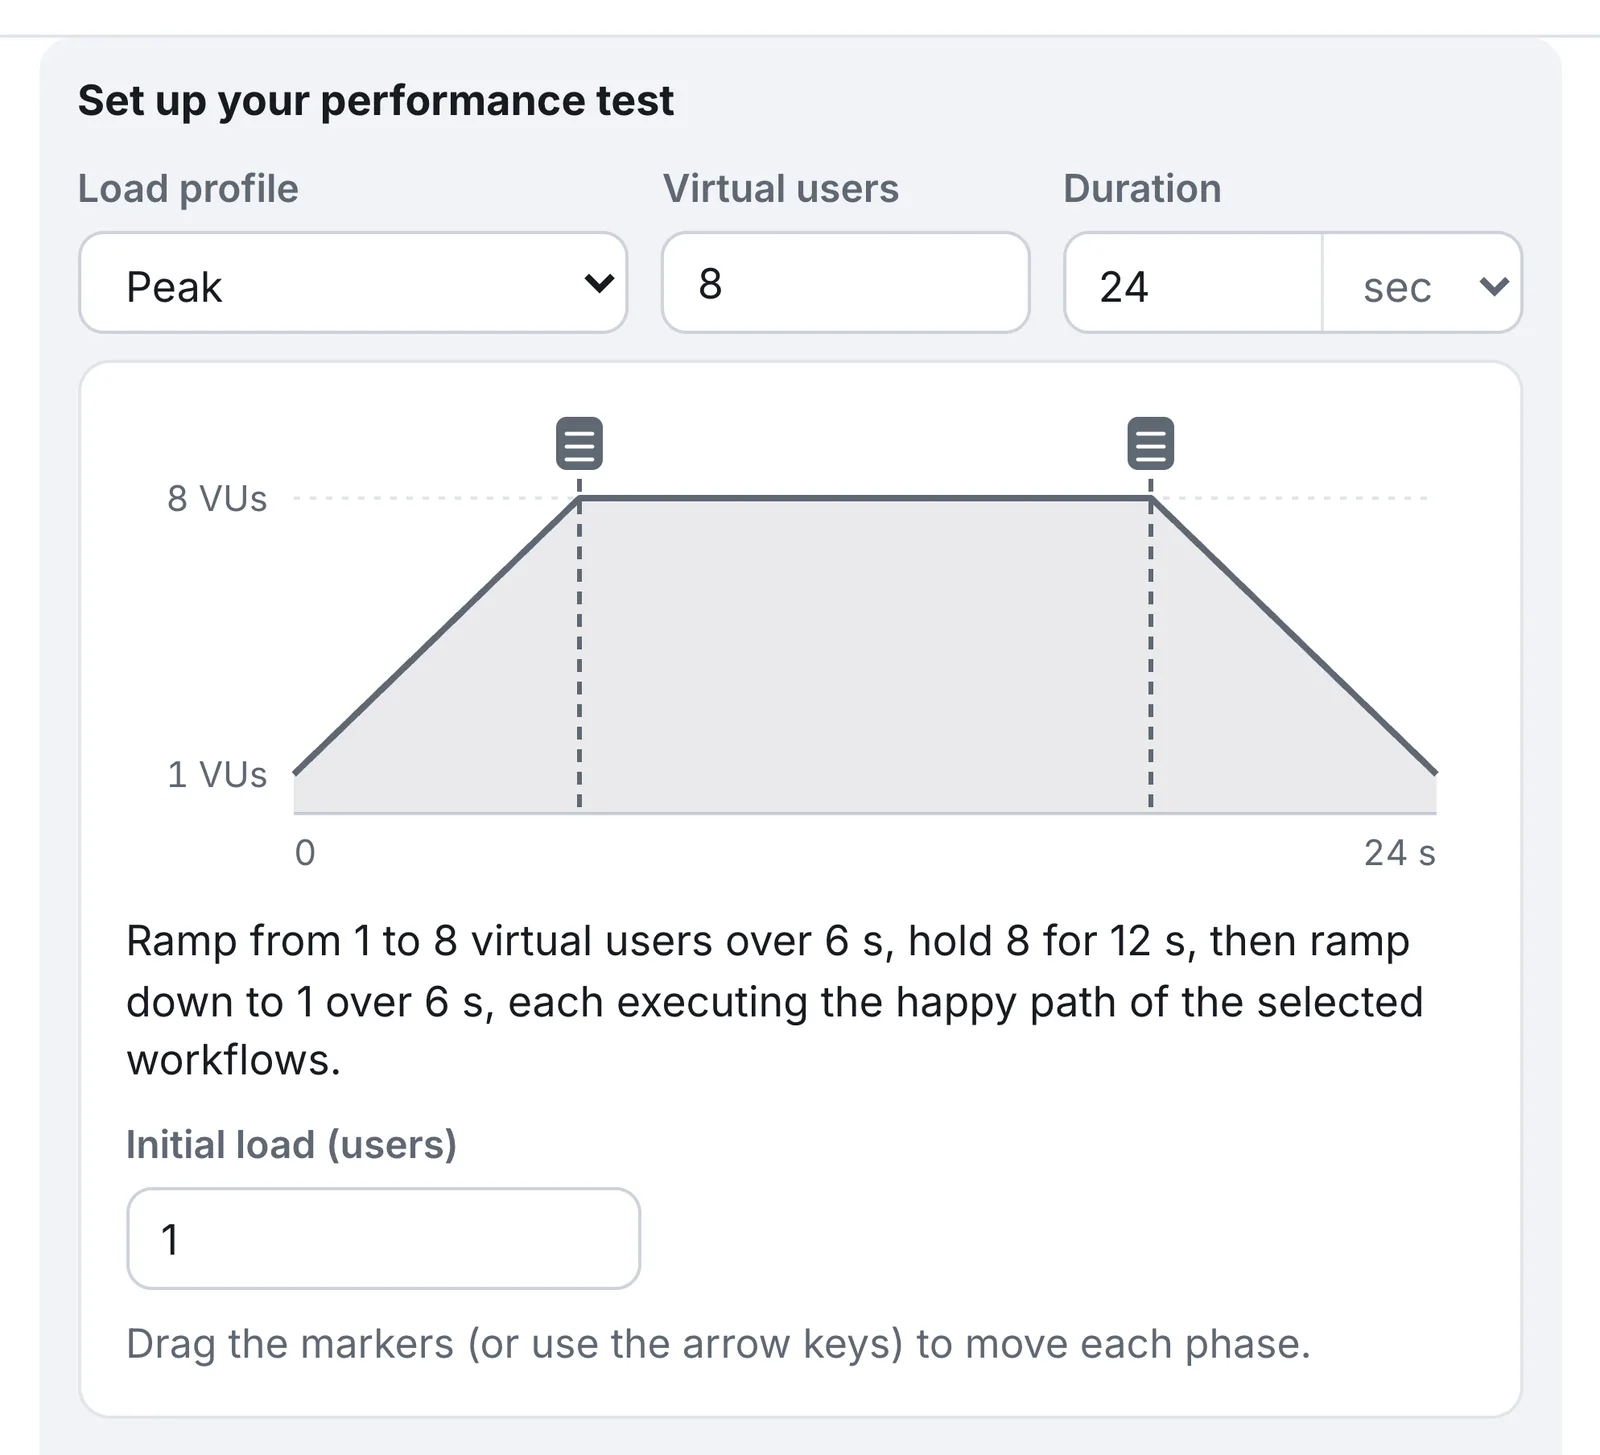 Set up your performance test
Load profile
Virtual users
Duration
Peak
8
24
sec
8 VUs
1 VUs
0
24 s
Ramp from 1 to 8 virtual users over 6 s, hold 8 for 12 s, then ramp
down to 1 over 6 s, each executing the happy path of the selected
workflows.
Initial load (users)
1
Drag the markers (or use the arrow keys) to move each phase.